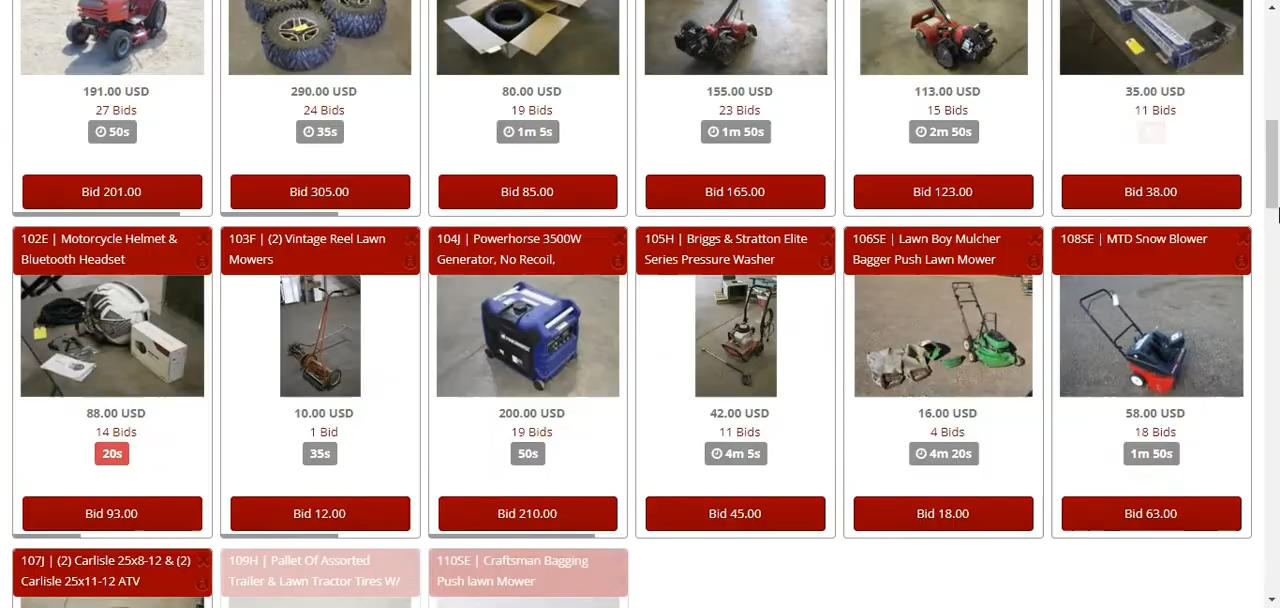 191.00 USD
27 Bids
50s
Bid 201.00
290.00 USD
24 Bids
35s
Bid 305.00
80.00 USD
19 Bids
1m 5s
Bid 85.00
155.00 USD
23 Bids
1m 50s
Bid 165.00
113.00 USD
15 Bids
2m 50s
Bid 123.00
35.00 USD
11 Bids
Bid 38.00
102E | Motorcycle Helmet &
Bluetooth Headset
88.00 USD
14 Bids
20s
Bid 93.00
103F | (2) Vintage Reel Lawn
Mowers
10.00 USD
1 Bid
35s
Bid 12.00
104J | Powerhorse 3500W
Generator, No Recoil,
200.00 USD
19 Bids
50s
Bid 210.00
105H | Briggs & Stratton Elite
Series Pressure Washer
42.00 USD
11 Bids
4m 5s
Bid 45.00
106SE | Lawn Boy Mulcher
Bagger Push Lawn Mower
16.00 USD
4 Bids
4m 20s
Bid 18.00
108SE | MTD Snow Blower
58.00 USD
18 Bids
1m 50s
Bid 63.00
107J | (2) Carlisle 25x8-12 & (2)
Carlisle 25x11-12 ATV
109H | Pallet Of Assorted
Trailer & Lawn Tractor Tires W/
110SE | Craftsman Bagging
Push lawn Mower